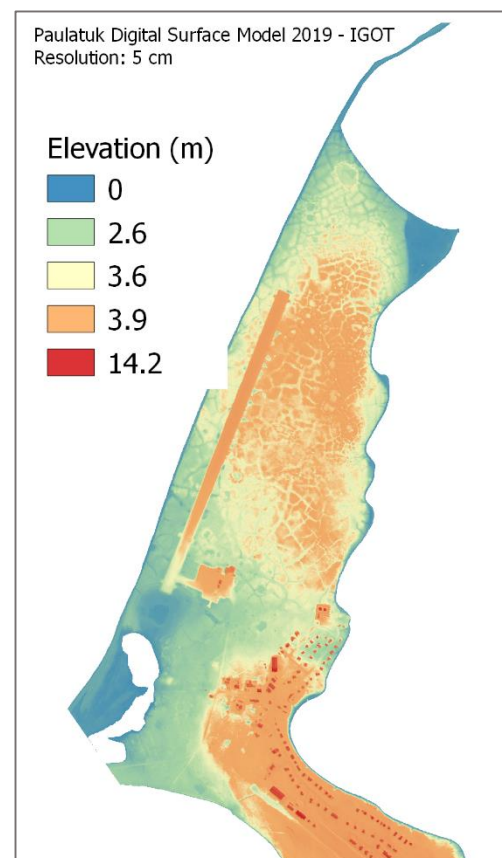 Paulatuk Digital Surface Model 2019 - IGOT
Resolution: 5 cm
Elevation (m)
0
2.6
3.6
3.9
14.2